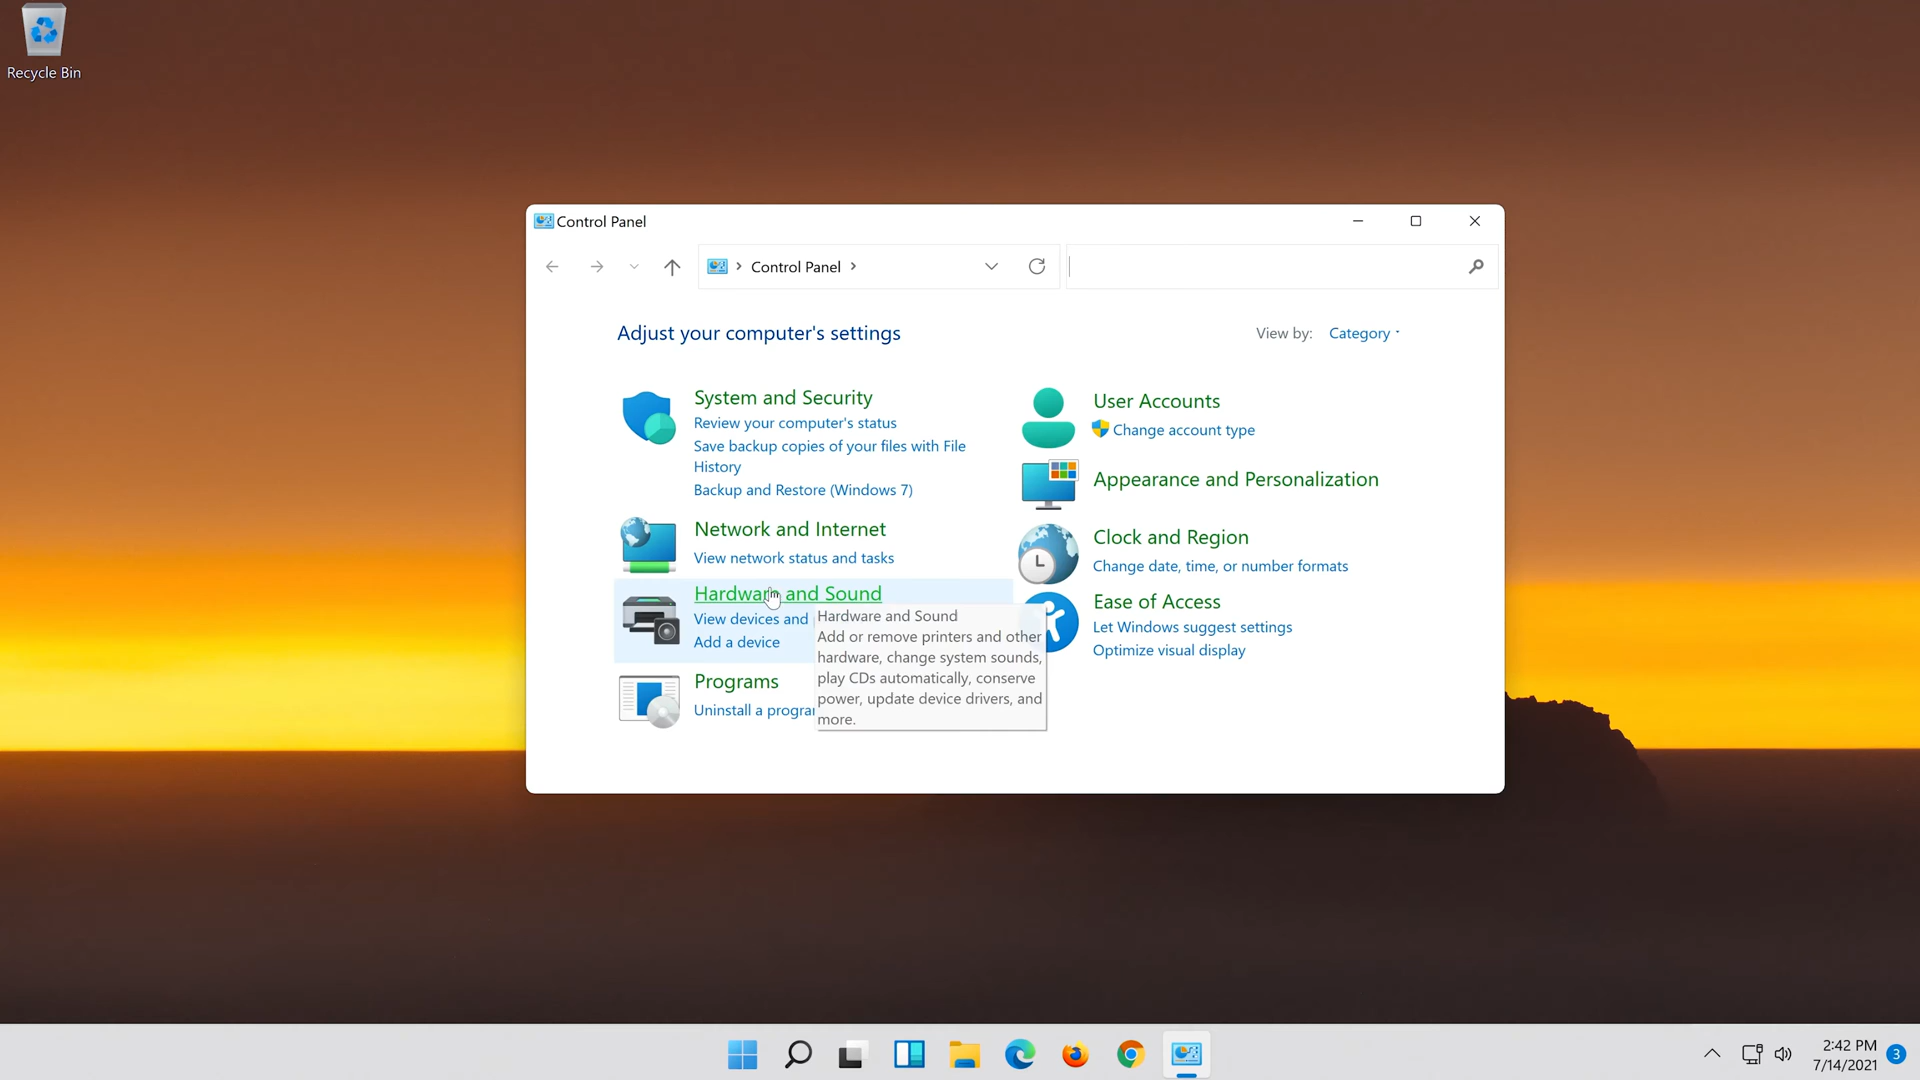 Recycle Bin
Control Panel
Control Panel
Adjust your computer's settings
View by: Category
System and Security
Review your computer's status
Save backup copies of your files with File
History
Backup and Restore (Windows 7)
Network and Internet
View network status and tasks
Hardware and Sound
View devices and
Add a device
Programs
Uninstall a
Hardware and Sound
Add or remove printers and other
hardware, change system sounds,
play CDs automatically, conserve
power, update device drivers, and
more.
User Accounts
Change account type
Appearance and Personalization
Clock and Region
Change date, time, or number formats
Ease of Access
Let Windows suggest settings
Optimize visual display
2:42 PM
7/14/2021
3